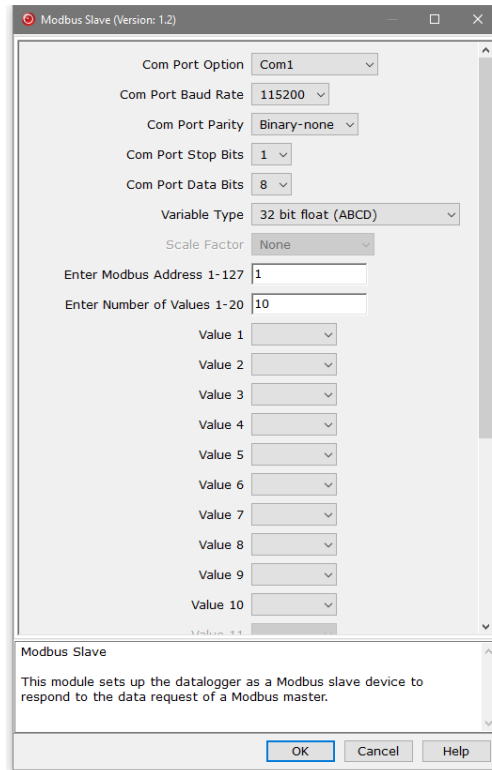 Modbus Slave (Version: 1.2)
Com Port Option Com1
Com Port Baud Rate 115200
Com Port Parity Binary-none
Com Port Stop Bits 1
Com Port Data Bits 8
Variable Type 32 bit float (ABCD)
Scale Factor None
Enter Modbus Address 1-127 1
Enter Number of Values 1-20 10
Value 1
Value 2
Value 3
Value 4
Value 5
Value 6
Value 7
Value 8
Value 9
Value 10
Value 11
Modbus Slave
This module sets up the datalogger as a Modbus slave device to
respond to the data request of a Modbus master.
OK Cancel Help